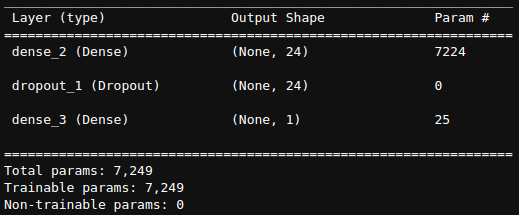 _________________________________________________________________
Layer (type)                 Output Shape              Param #
=================================================================
dense_2 (Dense)              (None, 24)                7224
dropout_1 (Dropout)          (None, 24)                0
dense_3 (Dense)              (None, 1)                 25
=================================================================
Total params: 7,249
Trainable params: 7,249
Non-trainable params: 0